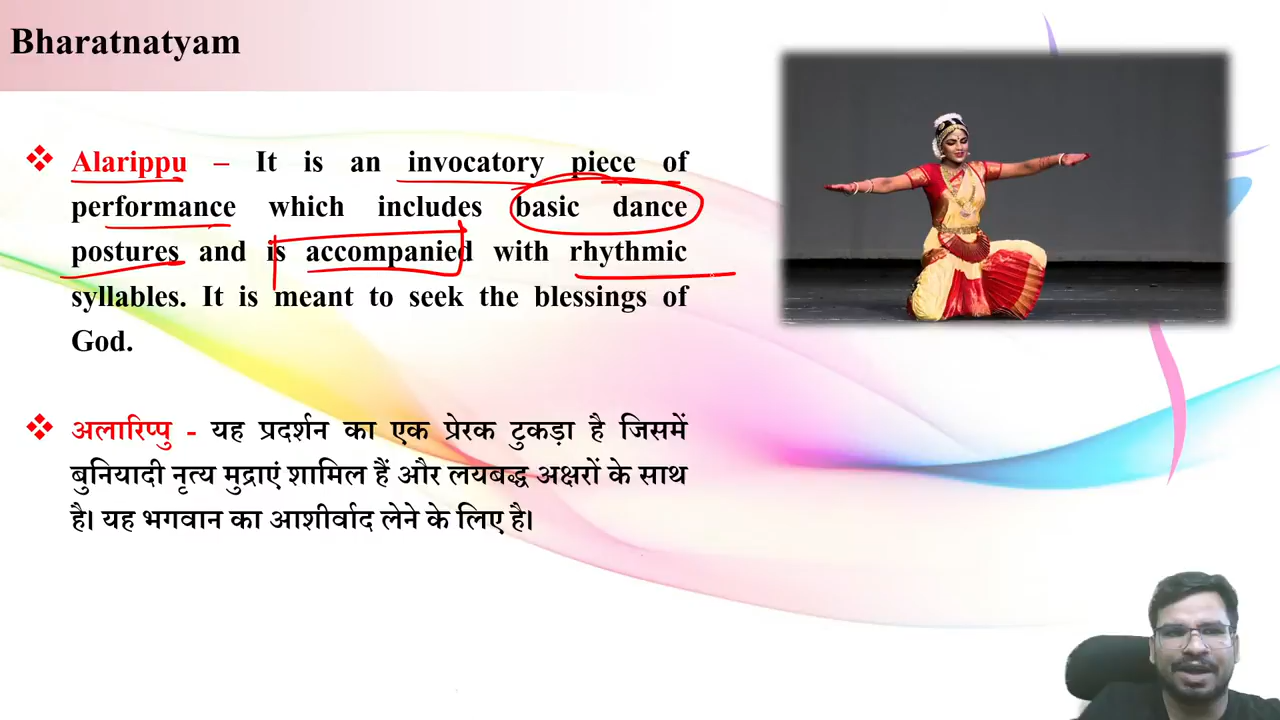 Bharatnatyam
❖ Alarippu – It is an invocatory piece of
performance which includes basic dance
postures and is accompanied with rhythmic
syllables. It is meant to seek the blessings of
God.
❖ अलारिप्पु - यह प्रदर्शन का एक प्रेरक टुकड़ा है जिसमें
बुनियादी नृत्य मुद्राएं शामिल हैं और लयबद्ध अक्षरों के साथ
है। यह भगवान का आशीर्वाद लेने के लिए है।